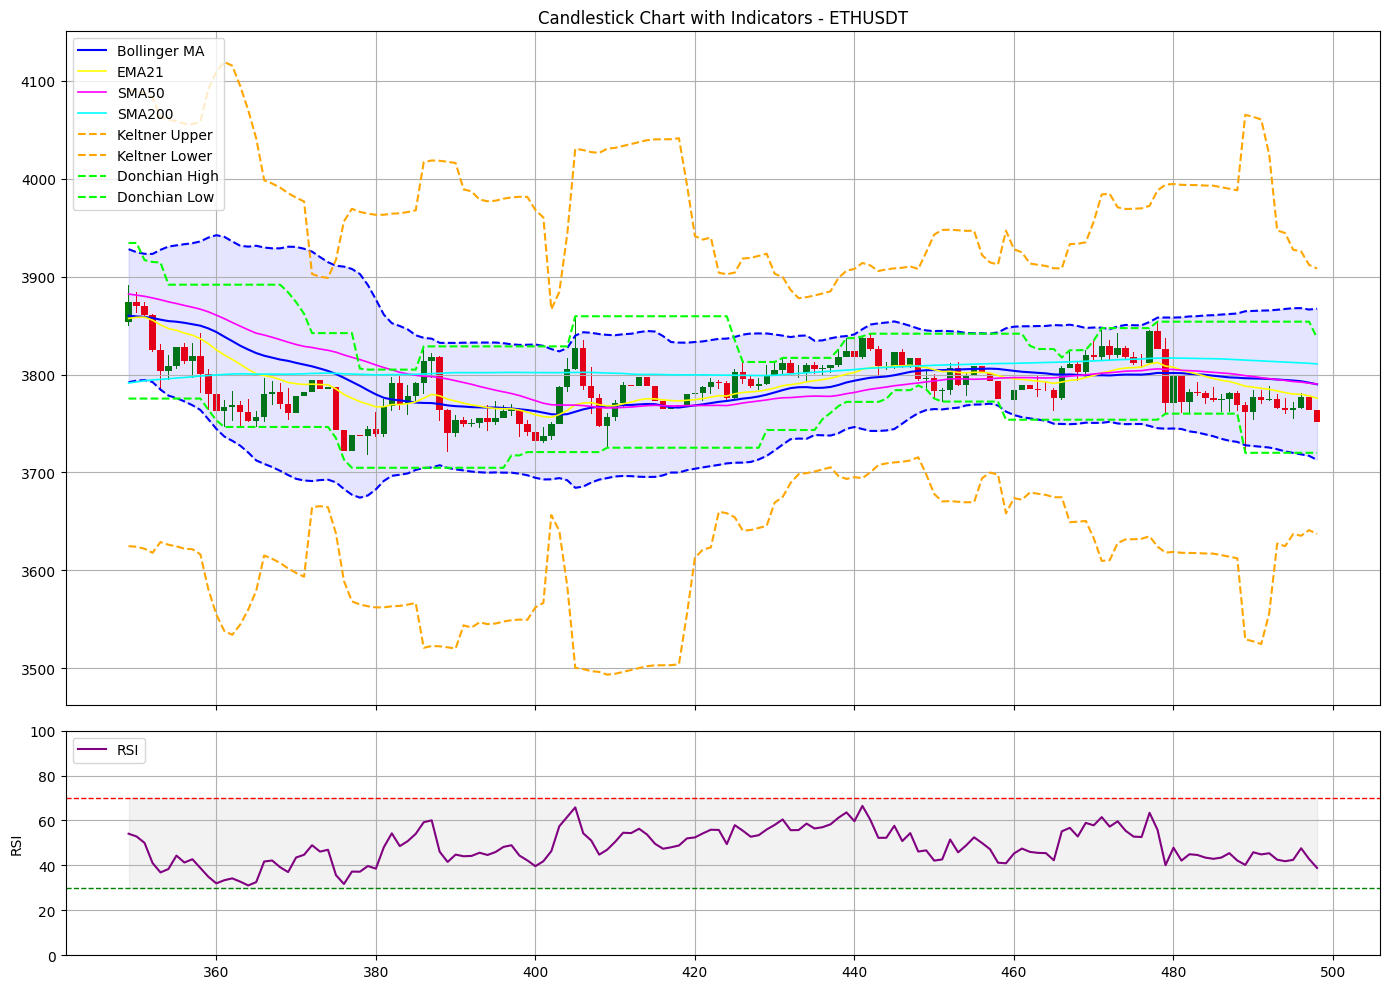 Candlestick Chart with Indicators - ETHUSDT
Bollinger MA
EMA21
SMA50
SMA200
Keltner Upper
Keltner Lower
Donchian High
Donchian Low
4100
4000
3900
3800
3700
3600
3500
RSI
100
80
60
40
20
0
RSI
360
380
400
420
440
460
480
500